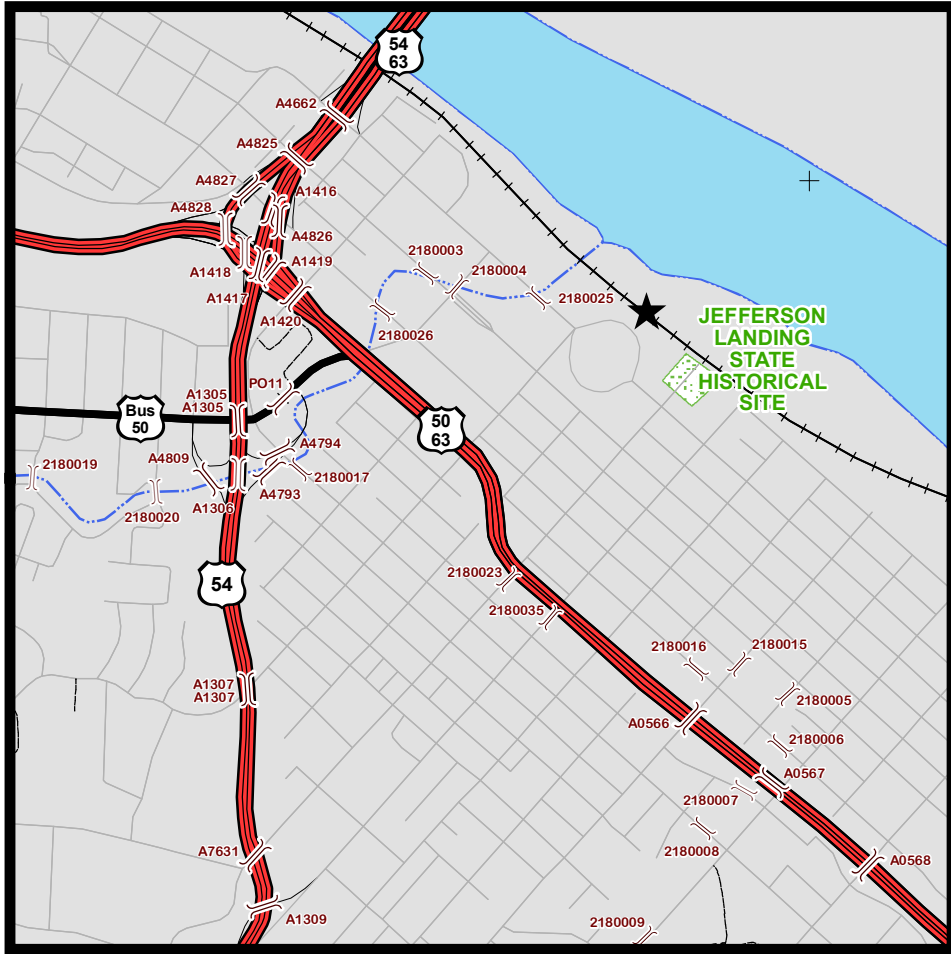 54
63
A4662
A4825
A4827
A1416
A4828
A4826
2180003
A1419
2180004
A1418
A1417
2180025
A1420
2180026
JEFFERSON
LANDING
STATE
HISTORICAL
SITE
PO11
A1305
A1305
Bus
50
50
63
A4794
A4809
2180019
2180017
A4793
A1306
2180020
2180023
54
2180035
2180016
2180015
A1307
A1307
2180005
A0566
2180006
A0567
2180007
A7631
2180008
A0568
A1309
2180009